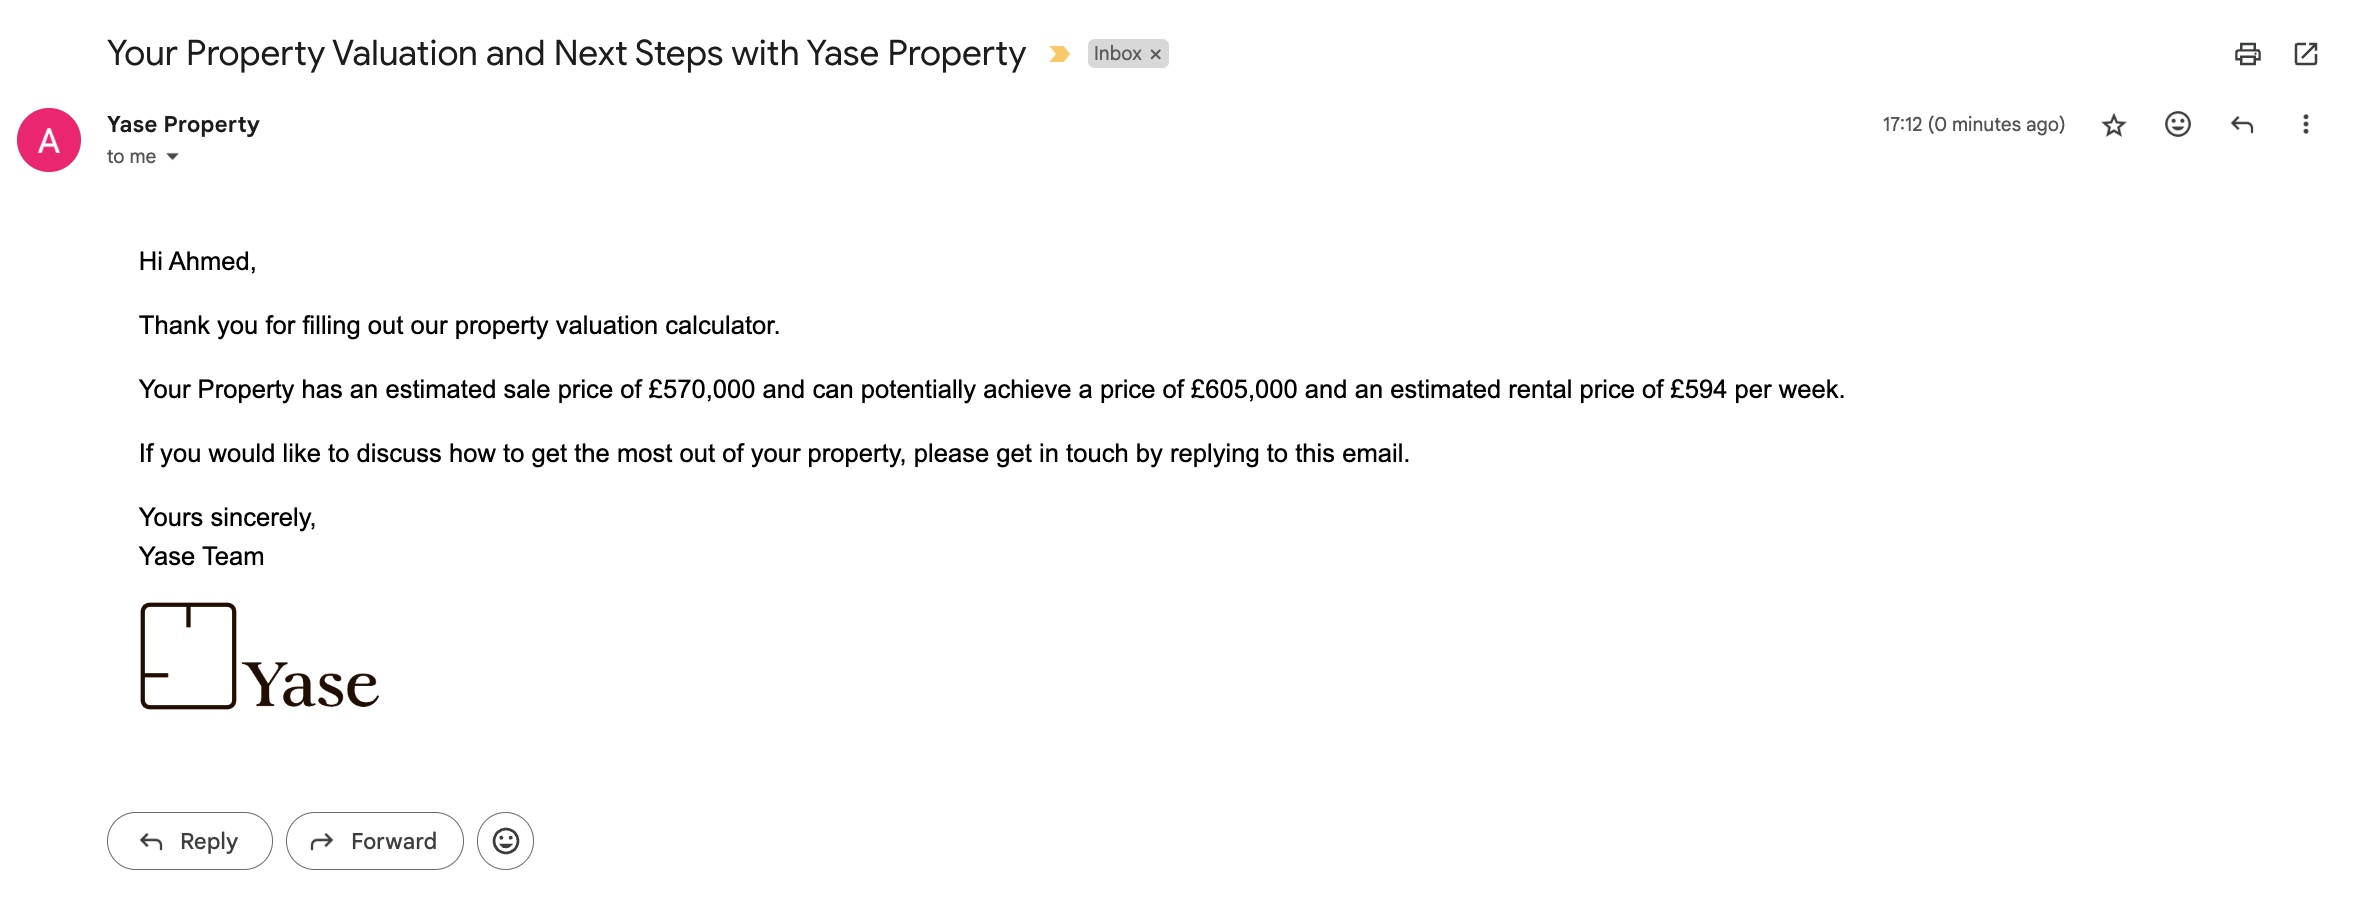 Your Property Valuation and Next Steps with Yase Property
Inbox ×
A
Yase Property
17:12 (0 minutes ago)
to me
Hi Ahmed,
Thank you for filling out our property valuation calculator.
Your Property has an estimated sale price of £570,000 and can potentially achieve a price of £605,000 and an estimated rental price of £594 per week.
If you would like to discuss how to get the most out of your property, please get in touch by replying to this email.
Yours sincerely,
Yase Team
Yase
Reply
Forward